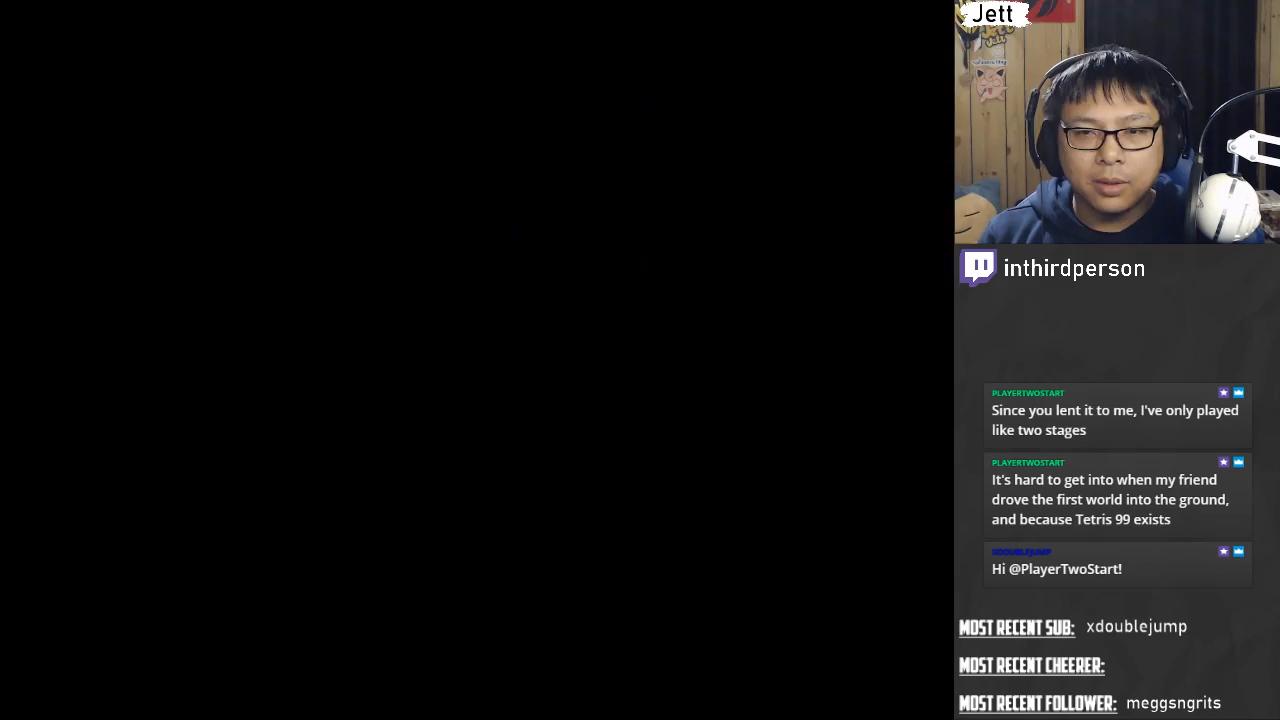 Jett
inthirdperson
PLAYERTWOSTART
Since you lent it to me, I've only played
like two stages
PLAYERTWOSTART
It's hard to get into when my friend
drove the first world into the ground,
and because Tetris 99 exists
XDOUBLEJUMP
Hi @PlayerTwoStart!
MOST RECENT SUB: xdoublejump
MOST RECENT CHEERER:
MOST RECENT FOLLOWER: meggsngrits